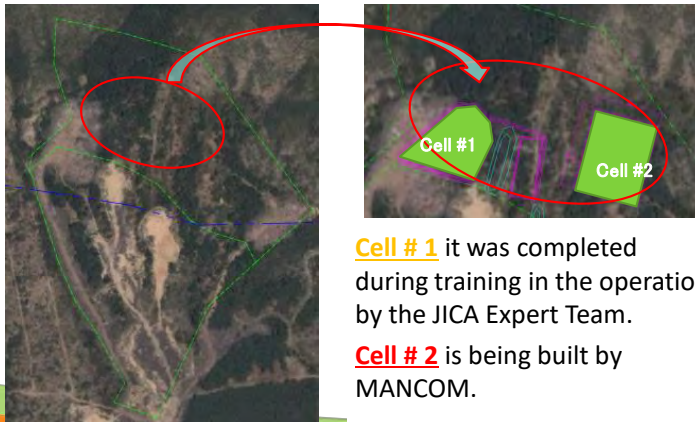 Cell #1
Cell #2
Cell # 1 it was completed
during training in the operatio
by the JICA Expert Team.
Cell # 2 is being built by
MANCOM.